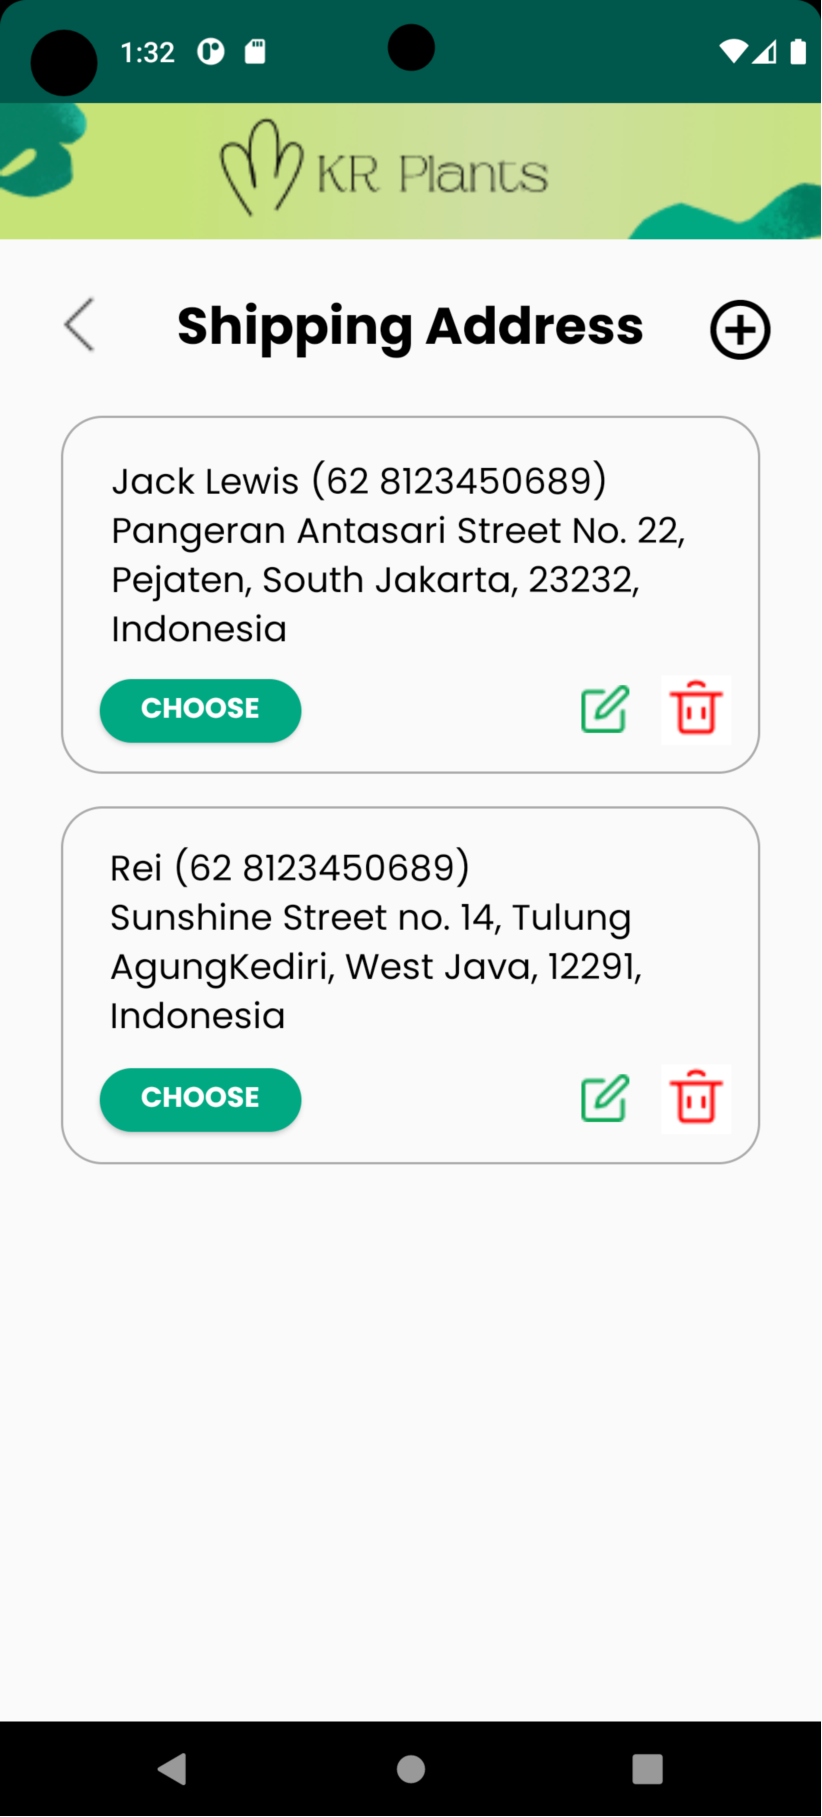 1:32
KR Plants
Shipping Address
Jack Lewis (62 8123450689)
Pangeran Antasari Street No. 22,
Pejaten, South Jakarta, 23232,
Indonesia
CHOOSE
Rei (62 8123450689)
Sunshine Street no. 14, Tulung
AgungKediri, West Java, 12291,
Indonesia
CHOOSE